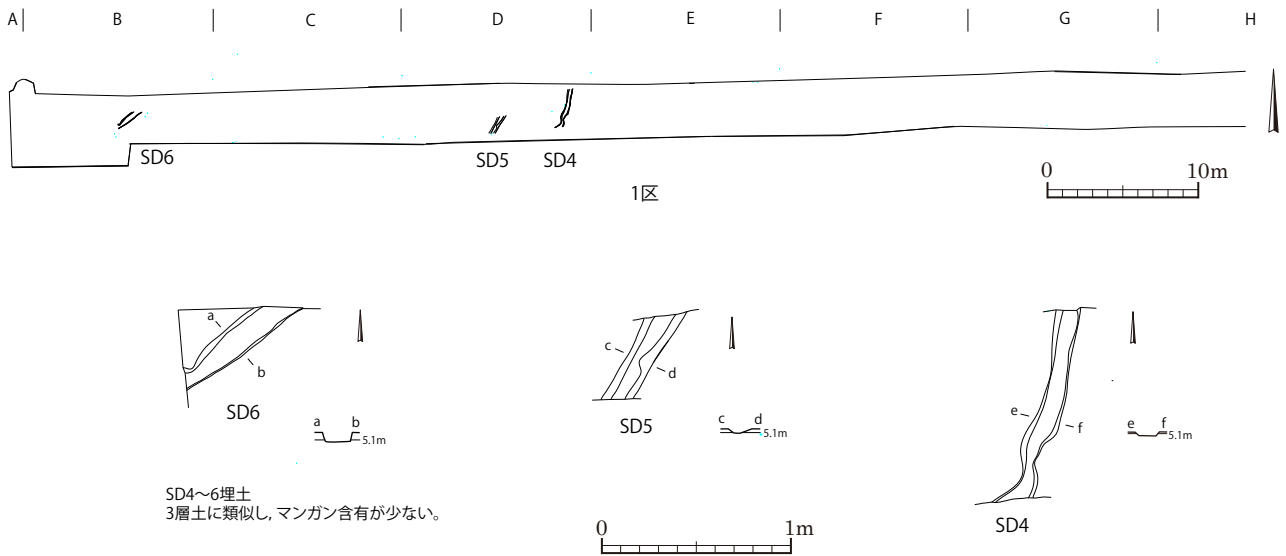 A B C D E F G H
SD6
SD5
SD4
1区
0 10m
a
b
SD6
a b
5.1m
c
d
SD5
c d
5.1m
e
f
SD4
e f
5.1m
SD4～6埋土
3層土に類似し, マンガン含有が少ない。
0 1m